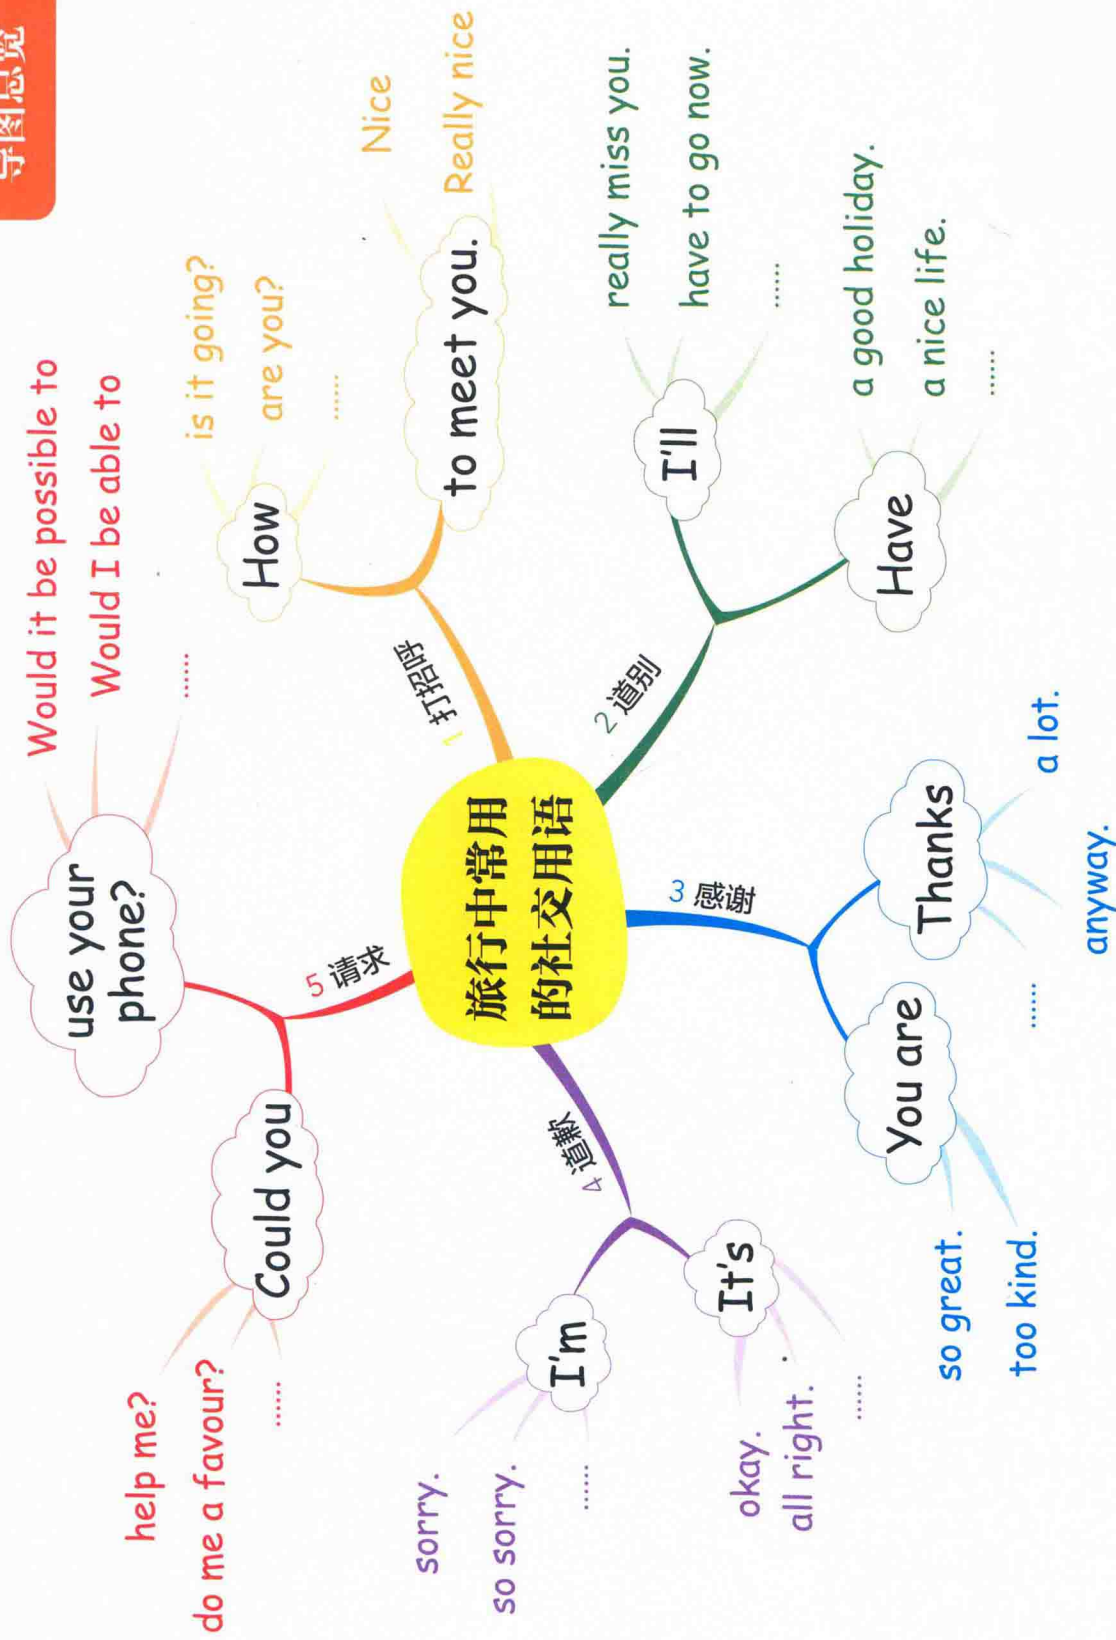 导图总览
旅行中常用
的社交用语
1 打招呼
How
is it going?
are you?
......
to meet you.
Nice
Really nice
2 道别
I'll
really miss you.
have to go now.
......
Have
a good holiday.
a nice life.
......
3 感谢
Thanks
a lot.
anyway.
......
You are
so great.
too kind.
4 道歉
I'm
sorry.
so sorry.
......
It's
okay.
all right.
......
5 请求
Could you
help me?
do me a favour?
......
use your
phone?
Would it be possible to
Would I be able to
......